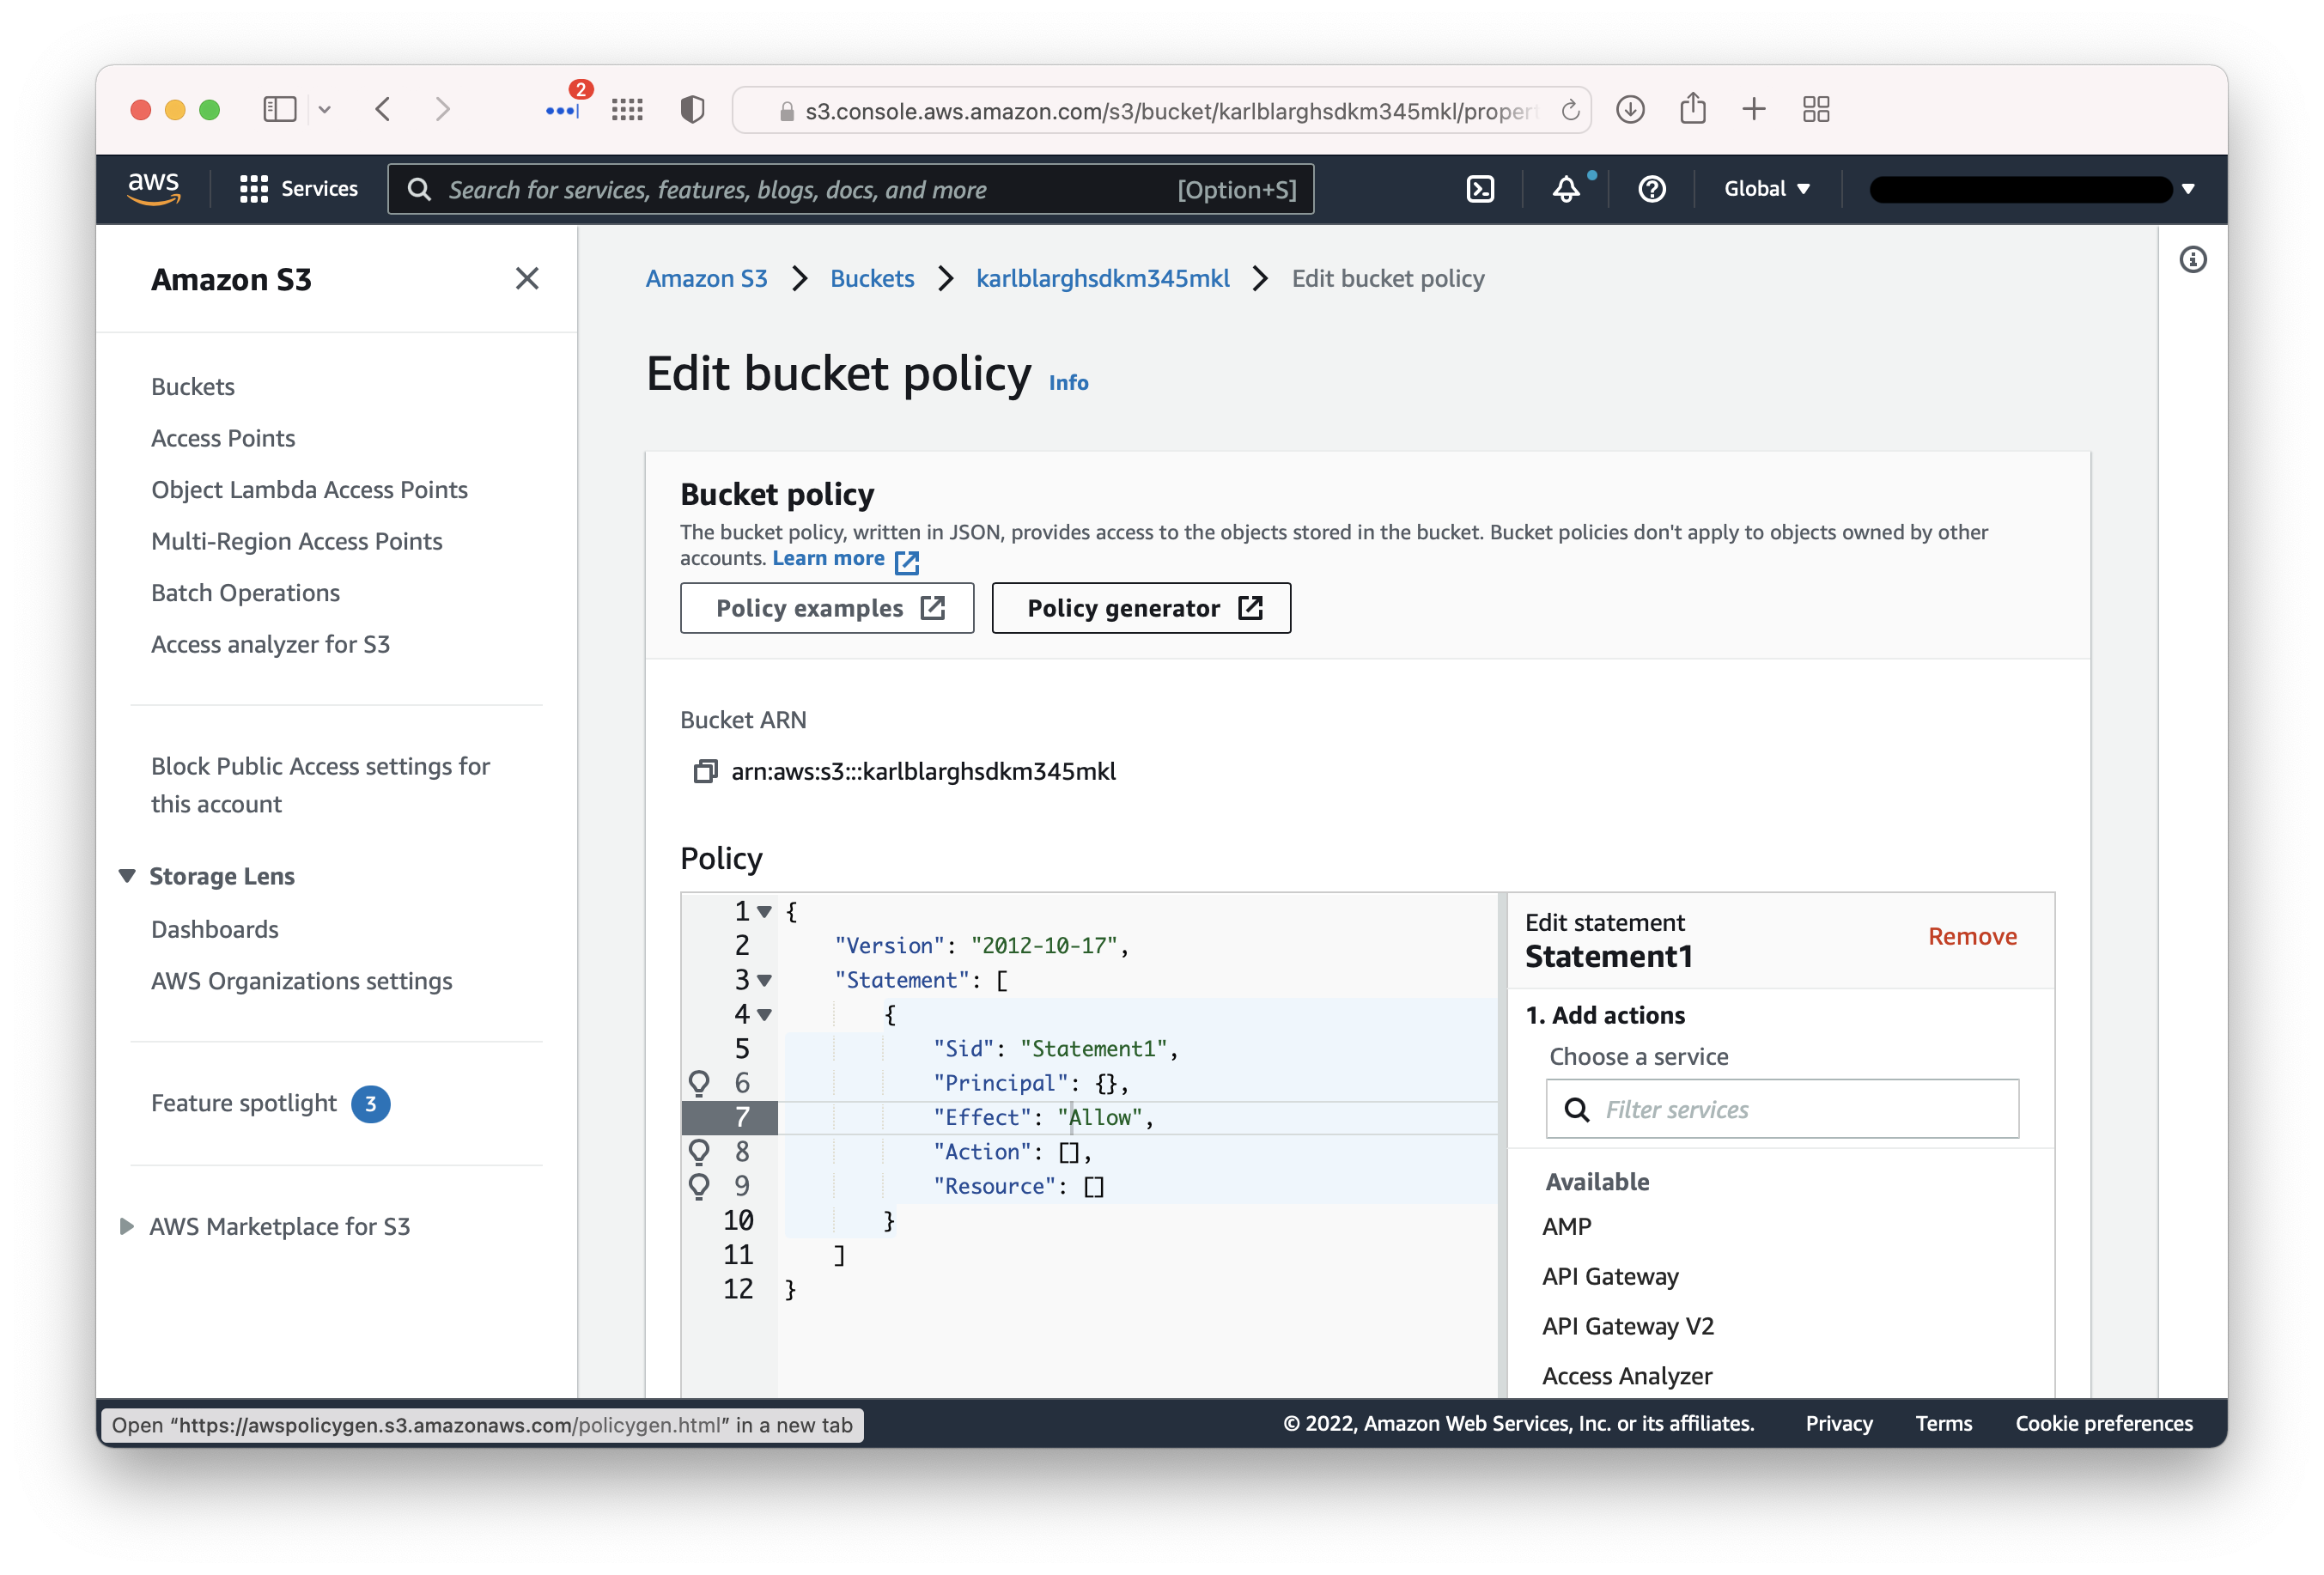 2
s3.console.aws.amazon.com/s3/bucket/karlblarghsdkm345mkl/propert
aws
Services
Search for services, features, blogs, docs, and more [Option+S]
Global
Amazon S3
Buckets
Access Points
Object Lambda Access Points
Multi-Region Access Points
Batch Operations
Access analyzer for S3
Block Public Access settings for
this account
Storage Lens
Dashboards
AWS Organizations settings
Feature spotlight 3
AWS Marketplace for S3
Amazon S3 > Buckets > karlblarghsdkm345mkl > Edit bucket policy
Edit bucket policy Info
Bucket policy
The bucket policy, written in JSON, provides access to the objects stored in the bucket. Bucket policies don't apply to objects owned by other
accounts. Learn more
Policy examples
Policy generator
Bucket ARN
arn:aws:s3:::karlblarghsdkm345mkl
Policy
1 {
2 "Version": "2012-10-17",
3 "Statement": [
4 {
5 "Sid": "Statement1",
6 "Principal": {},
7 "Effect": "Allow",
8 "Action": [],
9 "Resource": []
10 }
11 ]
12 }
Edit statement
Statement1
Remove
1. Add actions
Choose a service
Filter services
Available
AMP
API Gateway
API Gateway V2
Access Analyzer
Open “https://awspolicygen.s3.amazonaws.com/policygen.html” in a new tab
© 2022, Amazon Web Services, Inc. or its affiliates. Privacy Terms Cookie preferences